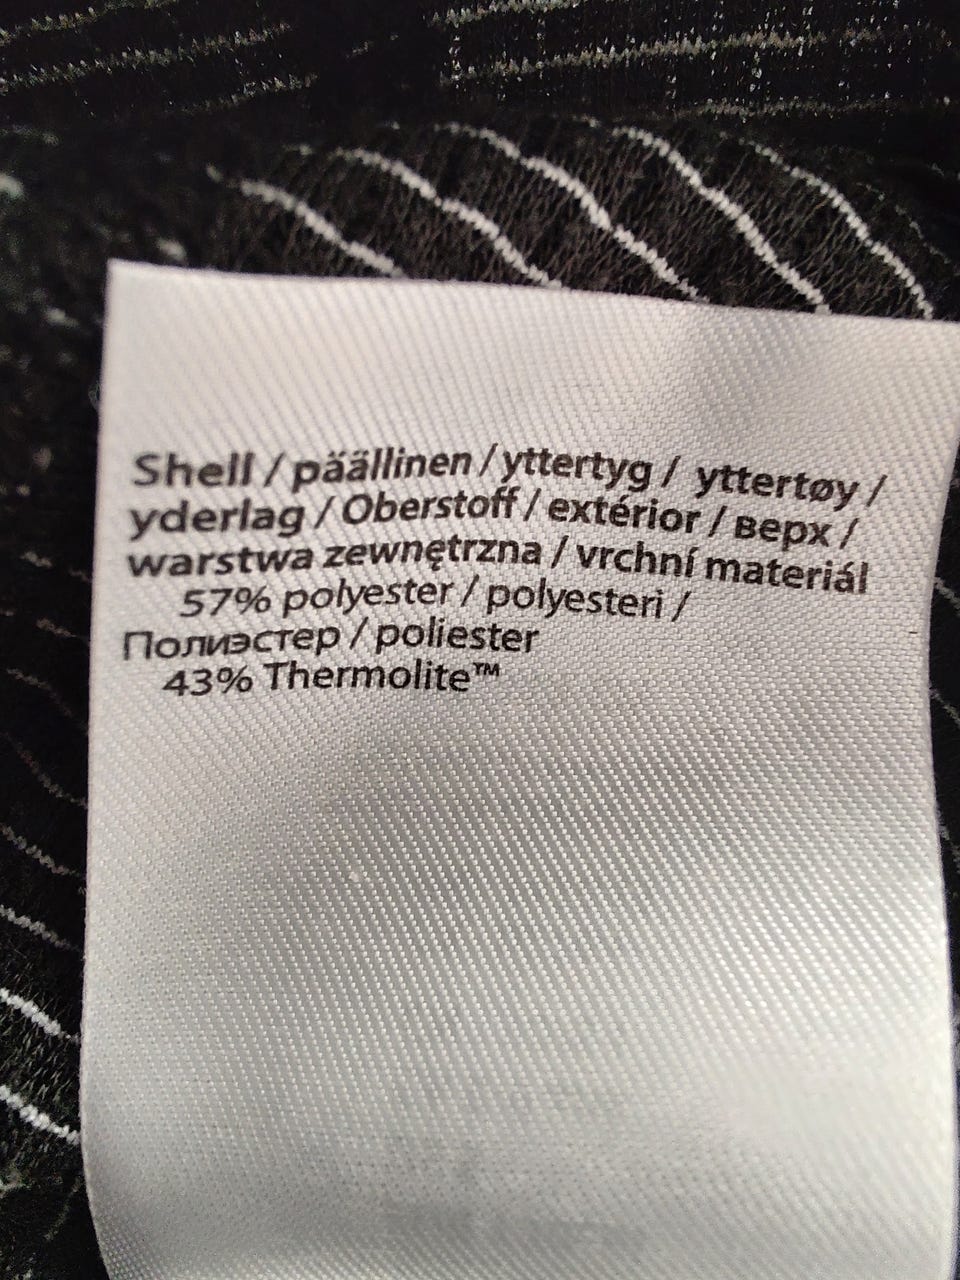 Shell / päällinen / yttertyg / yttertøy /
yderlag / Oberstoff / extérior / верх /
warstwa zewnętrzna / vrchní materiál
57% polyester / polyesteri /
Полиэстер / poliester
43% Thermolite™